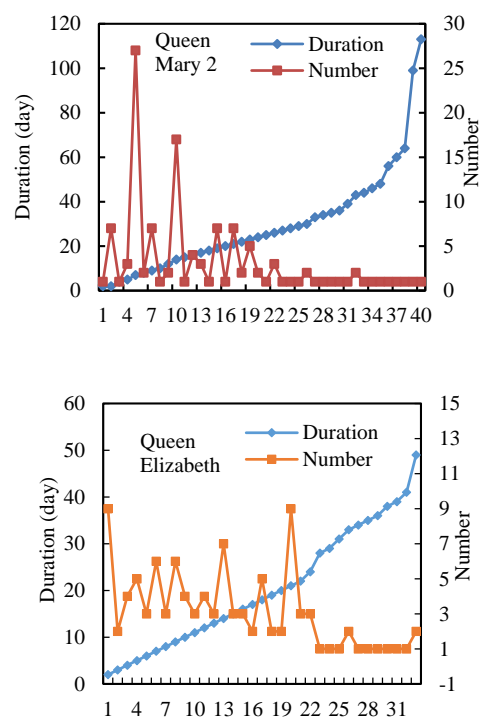 120 30
Queen Duration
100 Mary 2 Number 25
80 20
60 15
40 10
20 5
0 0
Duration (day)
Number
1 4 7 10 13 16 19 22 25 28 31 34 37 40
60 15
Duration 13
50 Queen Number
Elizabeth 11
40
9
30 7
20 5
3
10
1
0 -1
Duration (day)
Number
1 4 7 10 13 16 19 22 25 28 31